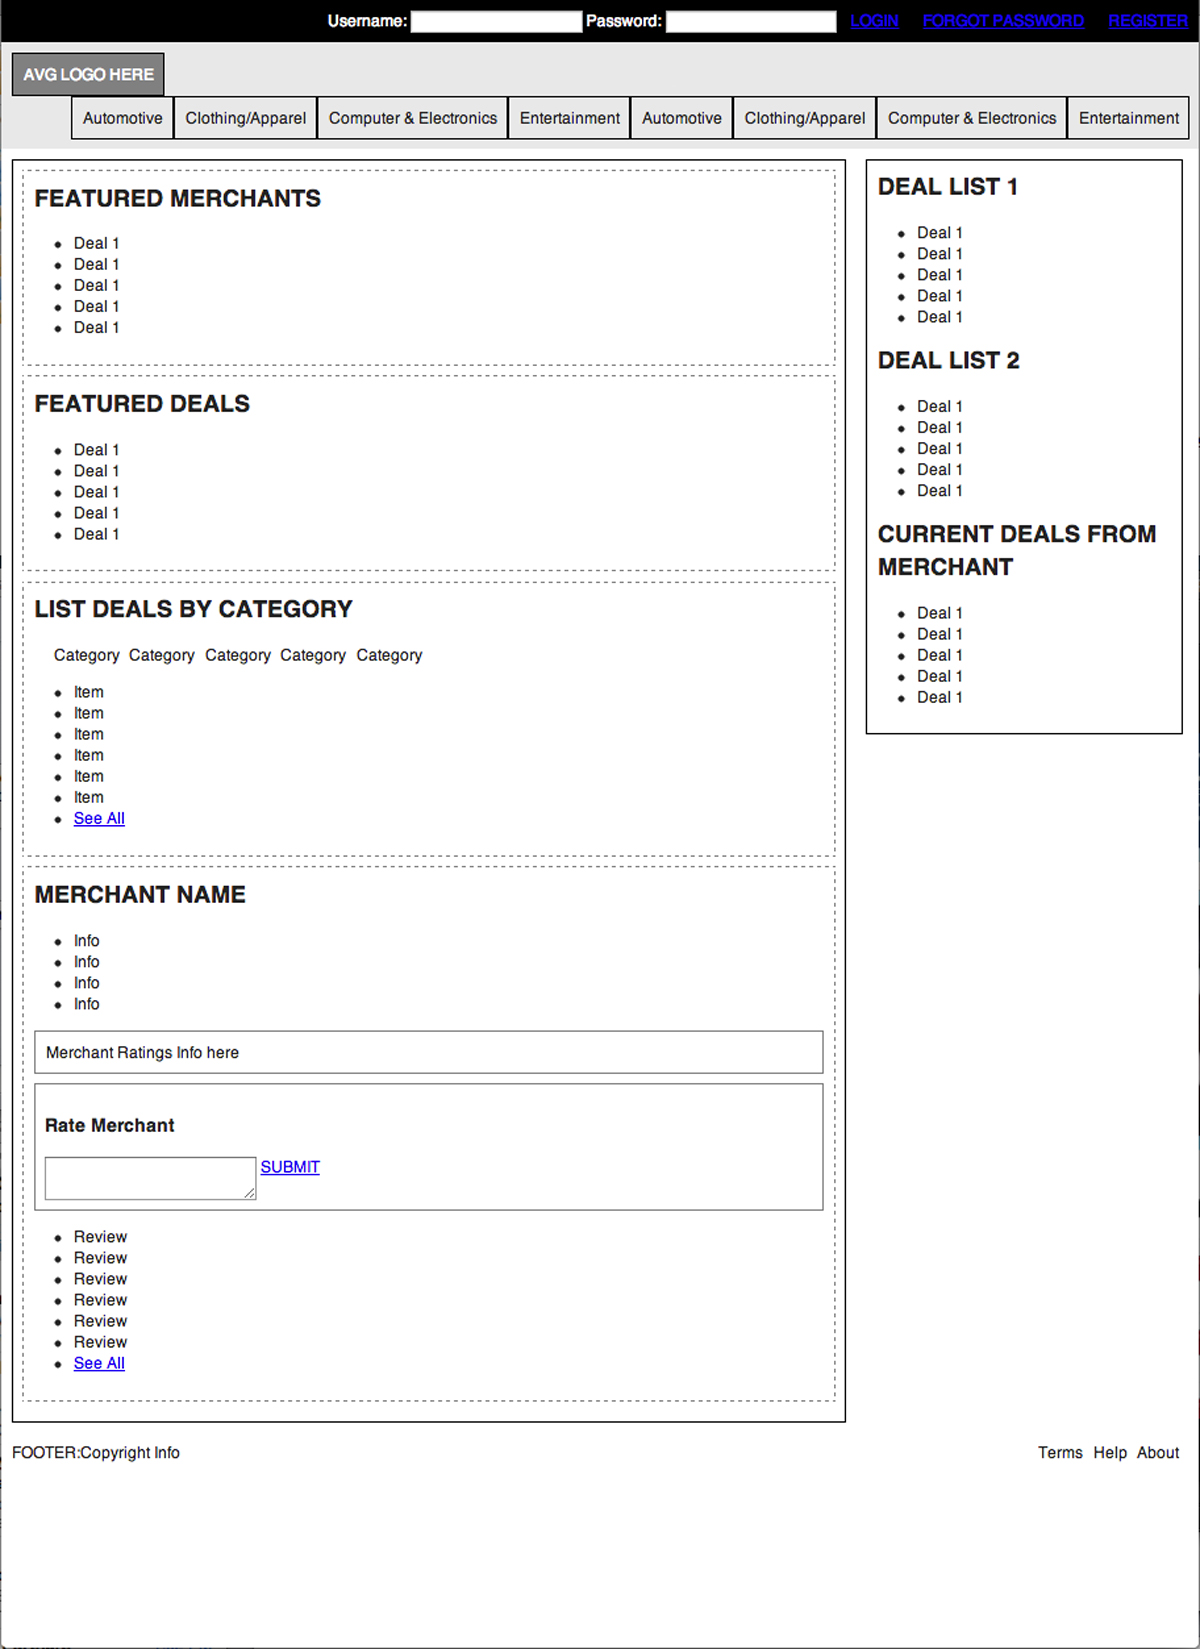 Username: Password: LOGIN FORGOT PASSWORD REGISTER
AVG LOGO HERE
Automotive Clothing/Apparel Computer & Electronics Entertainment Automotive Clothing/Apparel Computer & Electronics Entertainment
FEATURED MERCHANTS
Deal 1
Deal 1
Deal 1
Deal 1
Deal 1
FEATURED DEALS
Deal 1
Deal 1
Deal 1
Deal 1
Deal 1
LIST DEALS BY CATEGORY
Category Category Category Category Category
Item
Item
Item
Item
Item
Item
See All
MERCHANT NAME
Info
Info
Info
Info
Merchant Ratings Info here
Rate Merchant
SUBMIT
Review
Review
Review
Review
Review
Review
See All
DEAL LIST 1
Deal 1
Deal 1
Deal 1
Deal 1
Deal 1
DEAL LIST 2
Deal 1
Deal 1
Deal 1
Deal 1
Deal 1
CURRENT DEALS FROM
MERCHANT
Deal 1
Deal 1
Deal 1
Deal 1
Deal 1
FOOTER:Copyright Info
Terms Help About